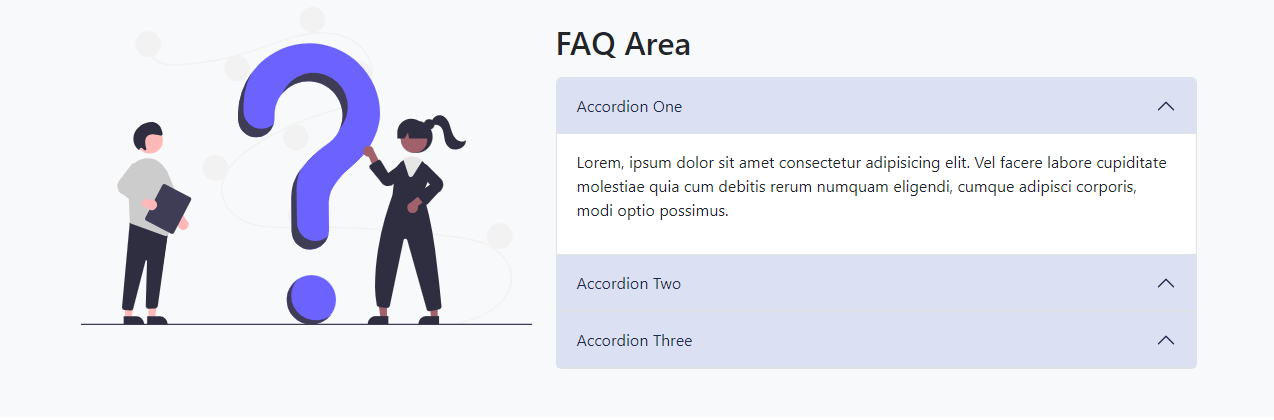 FAQ Area
Accordion One
Lorem, ipsum dolor sit amet consectetur adipisicing elit. Vel facere labore cupiditate
molestiae quia cum debitis rerum numquam eligendi, cumque adipisci corporis,
modi optio possimus.
Accordion Two
Accordion Three